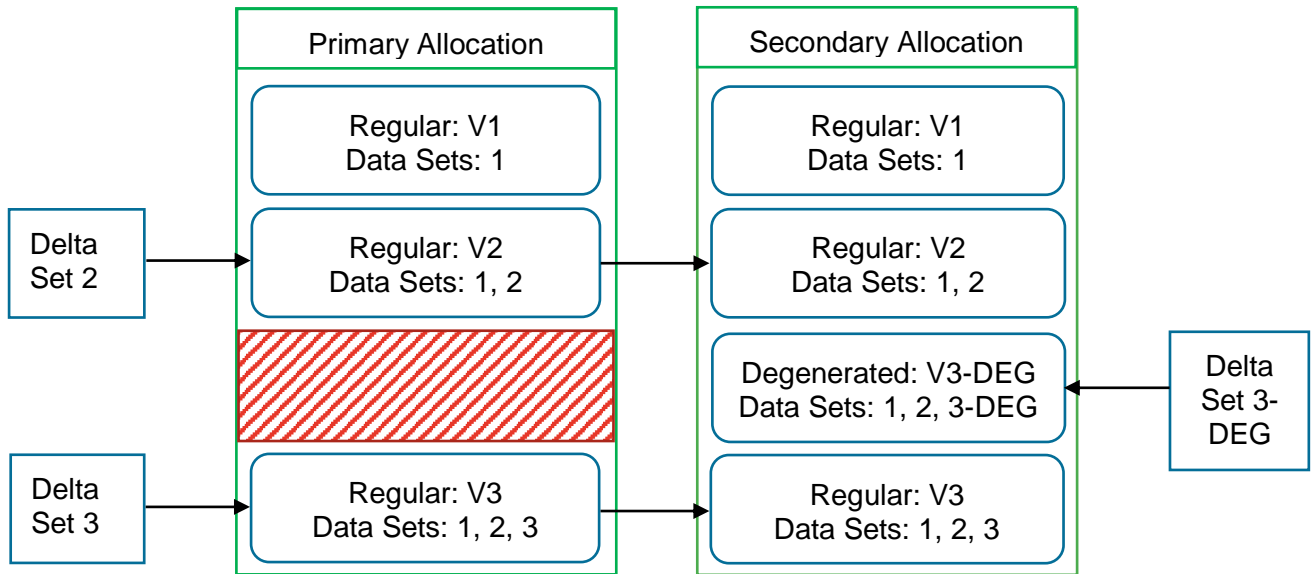 Primary Allocation
Secondary Allocation
Regular: V1
Data Sets: 1
Regular: V1
Data Sets: 1
Delta
Set 2
Regular: V2
Data Sets: 1, 2
Regular: V2
Data Sets: 1, 2
Degenerated: V3-DEG
Data Sets: 1, 2, 3-DEG
Delta
Set 3-
DEG
Delta
Set 3
Regular: V3
Data Sets: 1, 2, 3
Regular: V3
Data Sets: 1, 2, 3